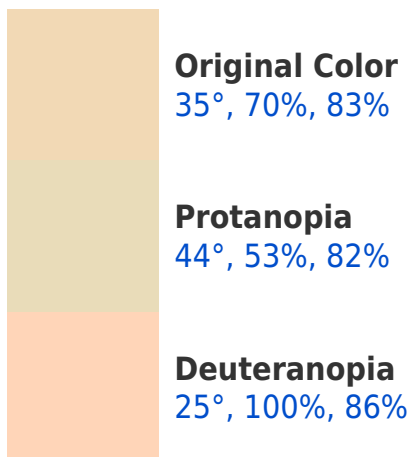 Original Color
35°, 70%, 83%
Protanopia
44°, 53%, 82%
Deuteranopia
25°, 100%, 86%